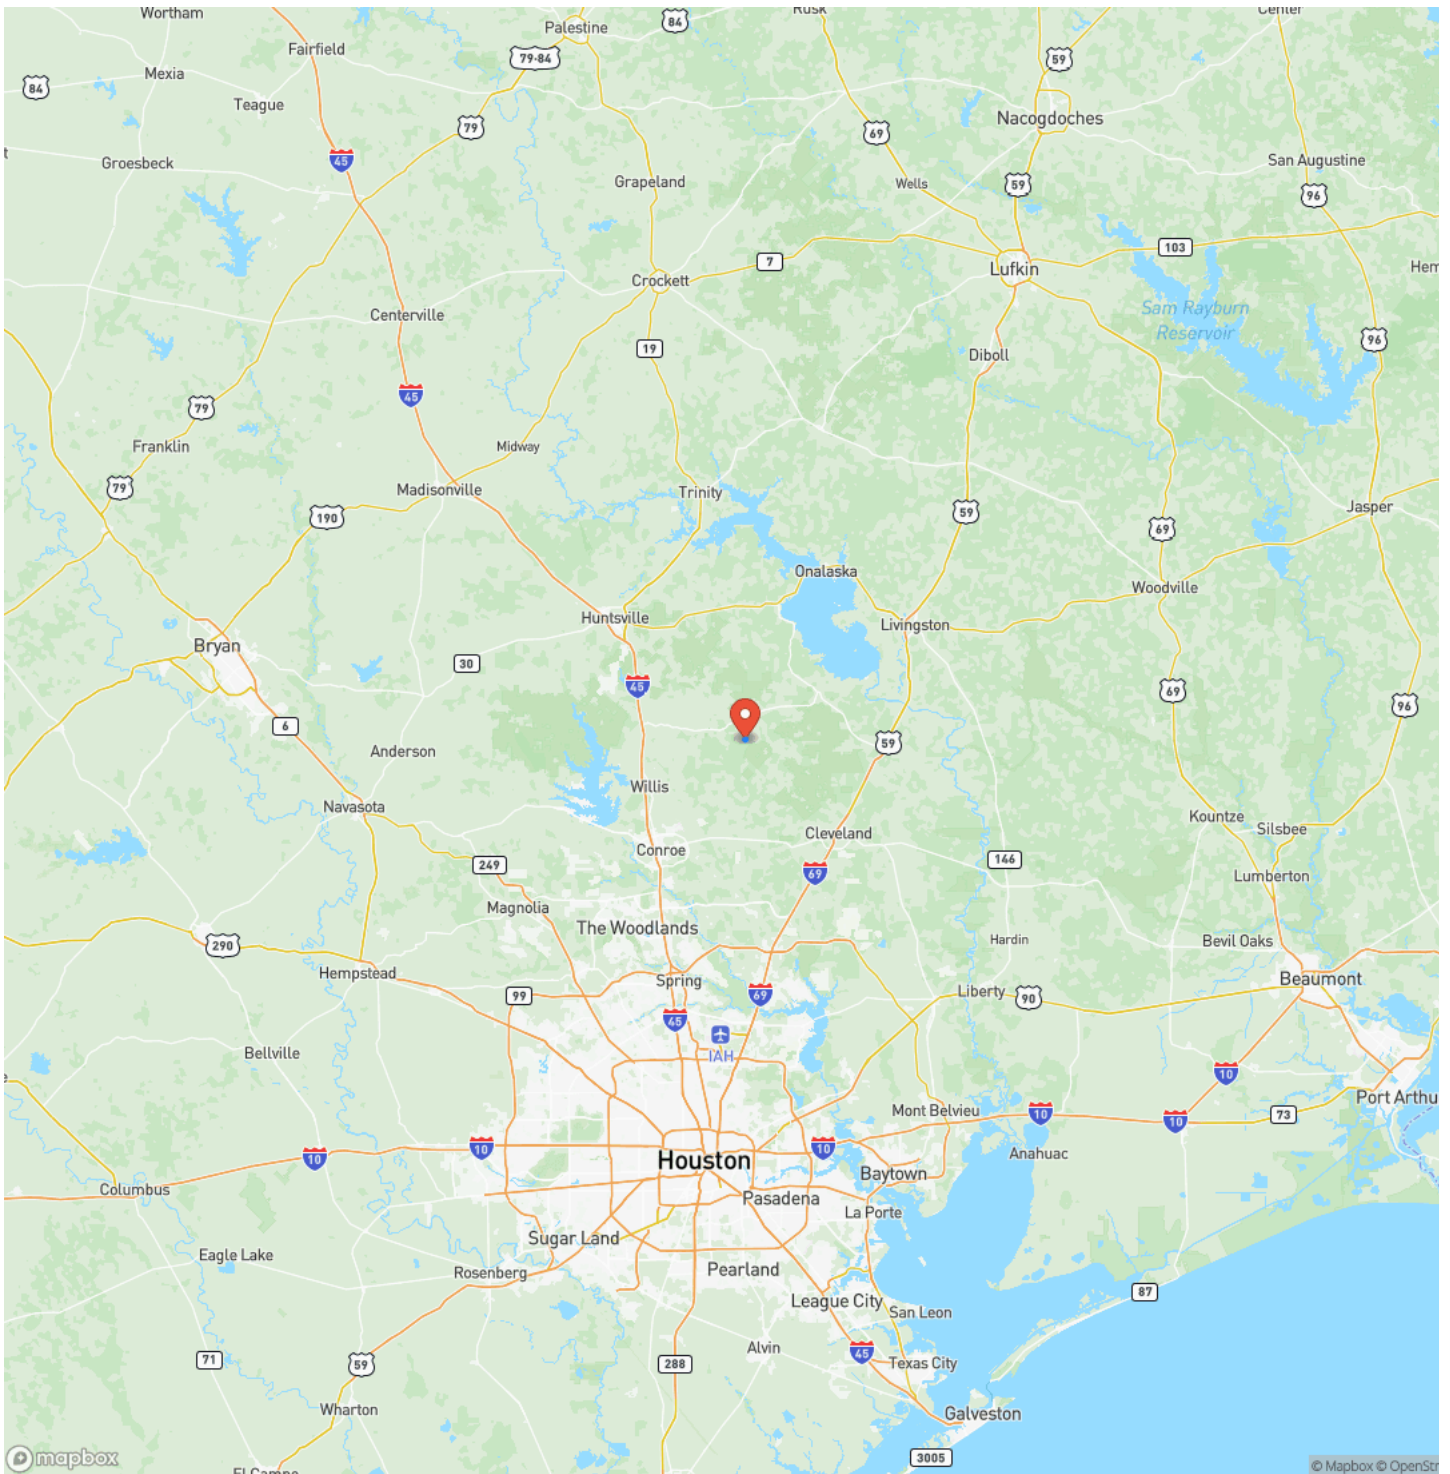 Wortham
Palestine
84
Rusk
Center
Fairfield
79-84
59
Mexia
84
Teague
79
69
Nacogdoches
45
Groesbeck
San Augustine
Grapeland
Wells
59
96
103
7
Lufkin
Crockett
Hem
Centerville
Sam Rayburn
Reservoir
19
Diboll
96
45
79
Franklin
Midway
79
Madisonville
Trinity
190
59
Jasper
69
Onalaska
Woodville
Huntsville
Livingston
Bryan
30
45
69
96
6
Anderson
59
Willis
Navasota
Kountze
Silsbee
Cleveland
Conroe
249
69
146
Lumberton
Magnolia
The Woodlands
290
Hardin
Bevil Oaks
Hempstead
Spring
Beaumont
99
69
Liberty
90
45
IAH
Bellville
10
Port Arthu
Mont Belvieu
10
10
73
10
10
10
Houston
Anahuac
Baytown
Columbus
Pasadena
La Porte
Sugar Land
Eagle Lake
Rosenberg
Pearland
87
League City
San Leon
Alvin
45
71
59
288
Texas City
Wharton
Galveston
mapbox
3005
El Campo
© Mapbox © OpenStr